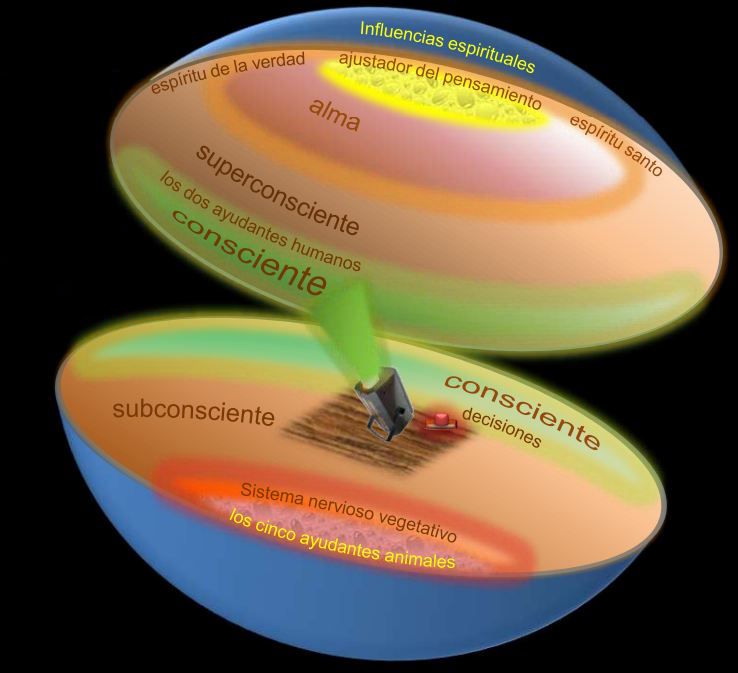 Influencias espirituales
espíritu de la verdad
ajustador del pensamiento
espíritu santo
alma
superconsciente
los dos ayudantes humanos
consciente
consciente
decisiones
subconsciente
Sistema nervioso vegetativo
los cinco ayudantes animales